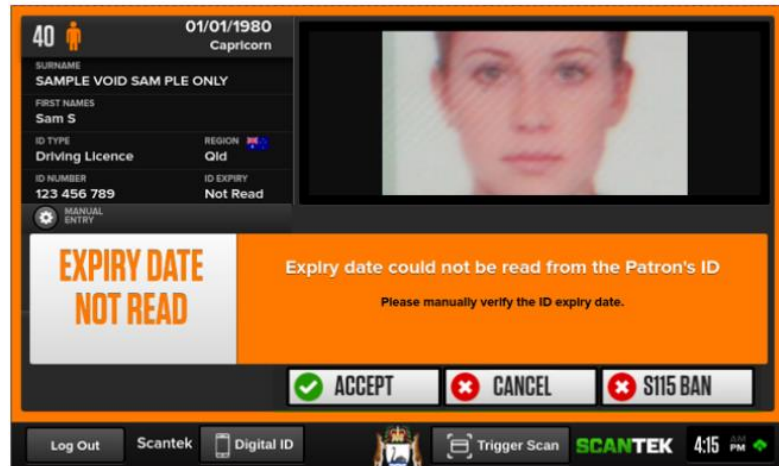 40
01/01/1980
Capricorn
SURNAME
SAMPLE VOID SAM PLE ONLY
FIRST NAMES
Sam S
ID TYPE REGION
Driving Licence Qld
ID NUMBER ID EXPIRY
123 456 789 Not Read
MANUAL
ENTRY
EXPIRY DATE
NOT READ
Expiry date could not be read from the Patron's ID
Please manually verify the ID expiry date.
ACCEPT CANCEL S115 BAN
Log Out Scantek Digital ID Trigger Scan SCANTEK 4:15 AM PM